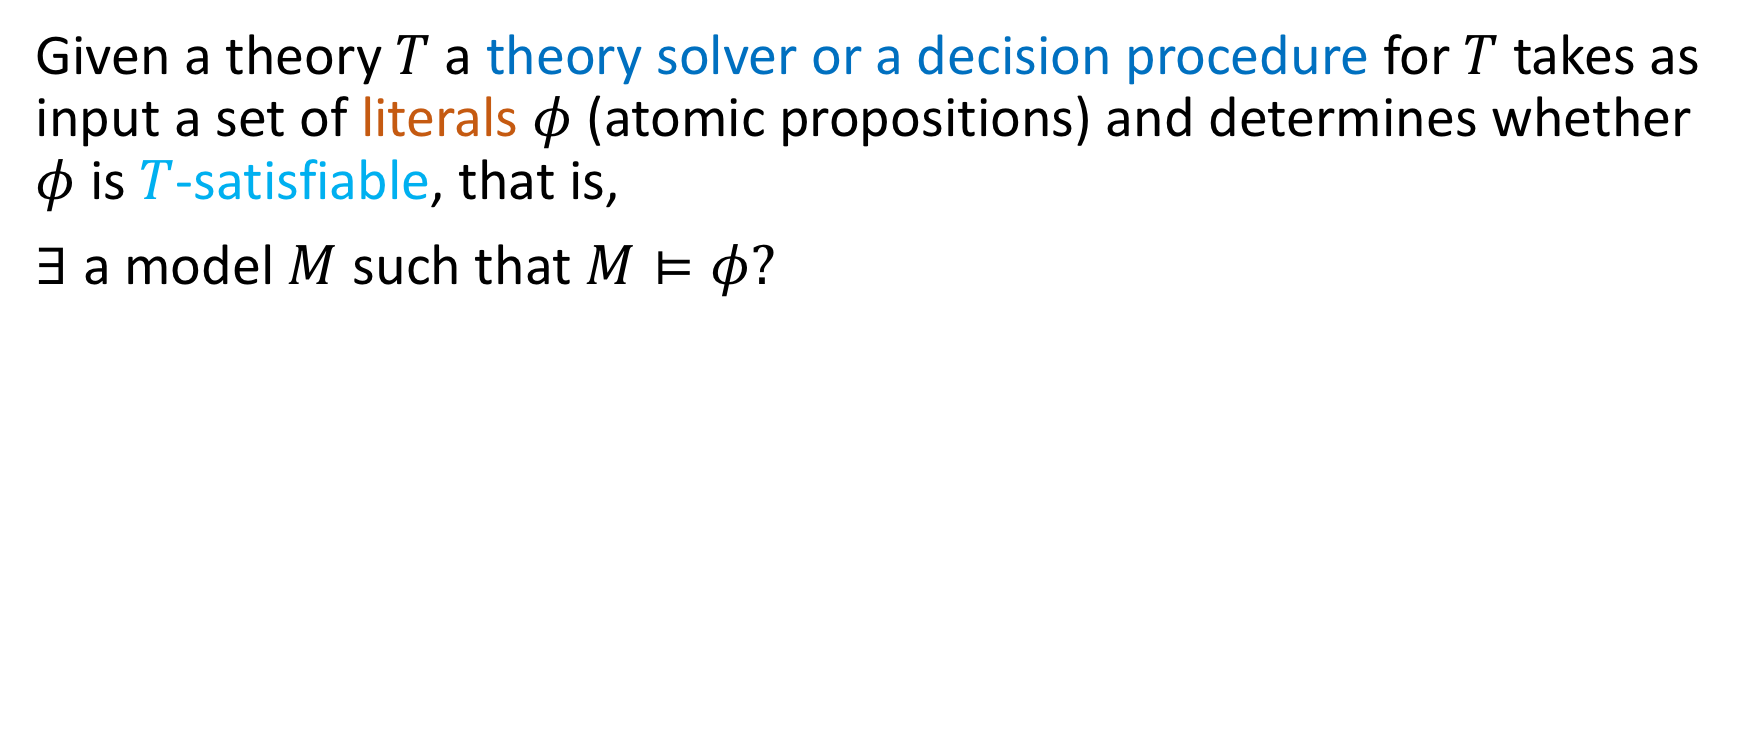 Given a theory 𝑇 a theory solver or a decision procedure for 𝑇 takes as
input a set of literals 𝜙 (atomic propositions) and determines whether
𝜙 is 𝑇-satisfiable, that is,
∃ a model 𝑀 such that 𝑀 ⊨ 𝜙?